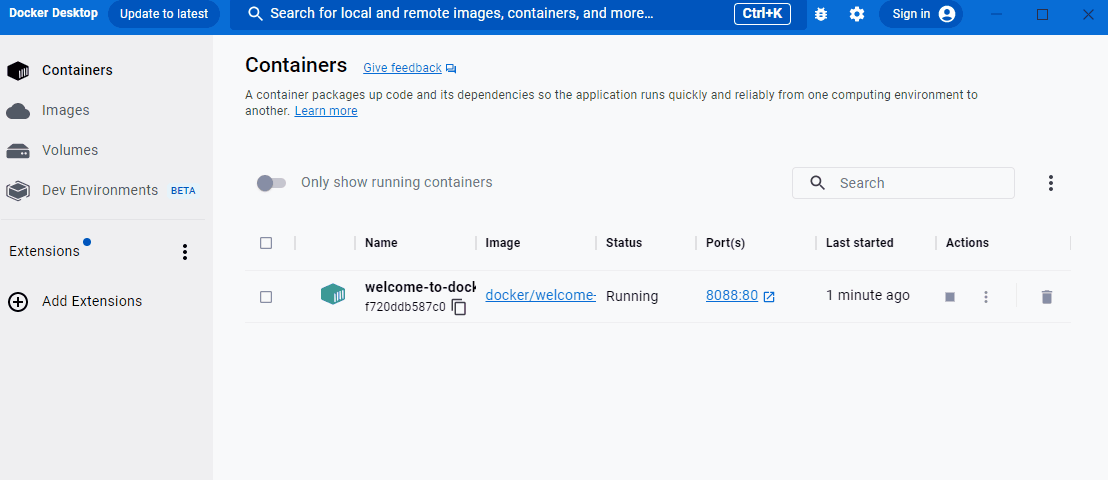 Docker Desktop
Update to latest
Search for local and remote images, containers, and more...
Ctrl+K
Sign in
Containers
Images
Volumes
Dev Environments BETA
Extensions
Add Extensions
Containers
Give feedback
A container packages up code and its dependencies so the application runs quickly and reliably from one computing environment to
another. Learn more
Only show running containers
Search
Name Image Status Port(s) Last started Actions
welcome-to-dock docker/welcome- Running 8088:80 1 minute ago
f720ddb587c0